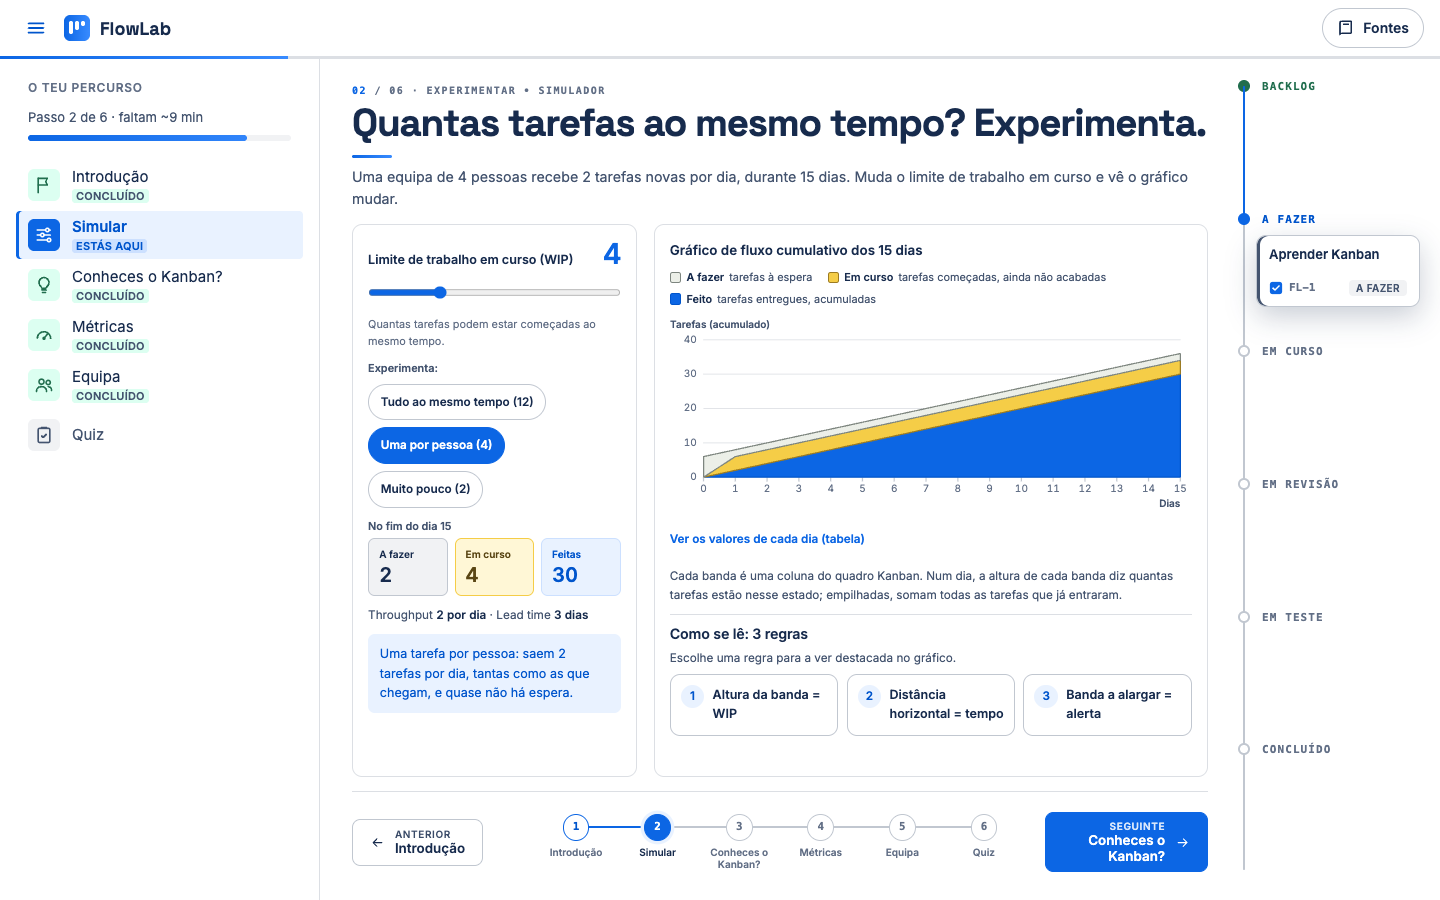 FlowLab
Fontes
O TEU PERCURSO
Passo 2 de 6 · faltam ~9 min
Introdução
CONCLUÍDO
Simular
ESTÁS AQUI
Conheces o Kanban?
CONCLUÍDO
Métricas
CONCLUÍDO
Equipa
CONCLUÍDO
Quiz
02 / 06 · EXPERIMENTAR • SIMULADOR
Quantas tarefas ao mesmo tempo? Experimenta.
Uma equipa de 4 pessoas recebe 2 tarefas novas por dia, durante 15 dias. Muda o limite de trabalho em curso e vê o gráfico
mudar.
Limite de trabalho em curso (WIP)
4
Quantas tarefas podem estar começadas ao
mesmo tempo.
Experimenta:
Tudo ao mesmo tempo (12)
Uma por pessoa (4)
Muito pouco (2)
No fim do dia 15
A fazer
2
Em curso
4
Feitas
30
Throughput 2 por dia · Lead time 3 dias
Uma tarefa por pessoa: saem 2
tarefas por dia, tantas como as que
chegam, e quase não há espera.
Gráfico de fluxo cumulativo dos 15 dias
A fazer tarefas à espera
Em curso tarefas começadas, ainda não acabadas
Feito tarefas entregues, acumuladas
Tarefas (acumulado)
40
30
20
10
0
0 1 2 3 4 5 6 7 8 9 10 11 12 13 14 15
Dias
Ver os valores de cada dia (tabela)
Cada banda é uma coluna do quadro Kanban. Num dia, a altura de cada banda diz quantas
tarefas estão nesse estado; empilhadas, somam todas as tarefas que já entraram.
Como se lê: 3 regras
Escolhe uma regra para a ver destacada no gráfico.
1 Altura da banda =
WIP
2 Distância
horizontal = tempo
3 Banda a alargar =
alerta
ANTERIOR
Introdução
1
Introdução
2
Simular
3
Conheces o
Kanban?
4
Métricas
5
Equipa
6
Quiz
SEGUINTE
Conheces o
Kanban?
BACKLOG
A FAZER
Aprender Kanban
FL-1
A FAZER
EM CURSO
EM REVISÃO
EM TESTE
CONCLUÍDO